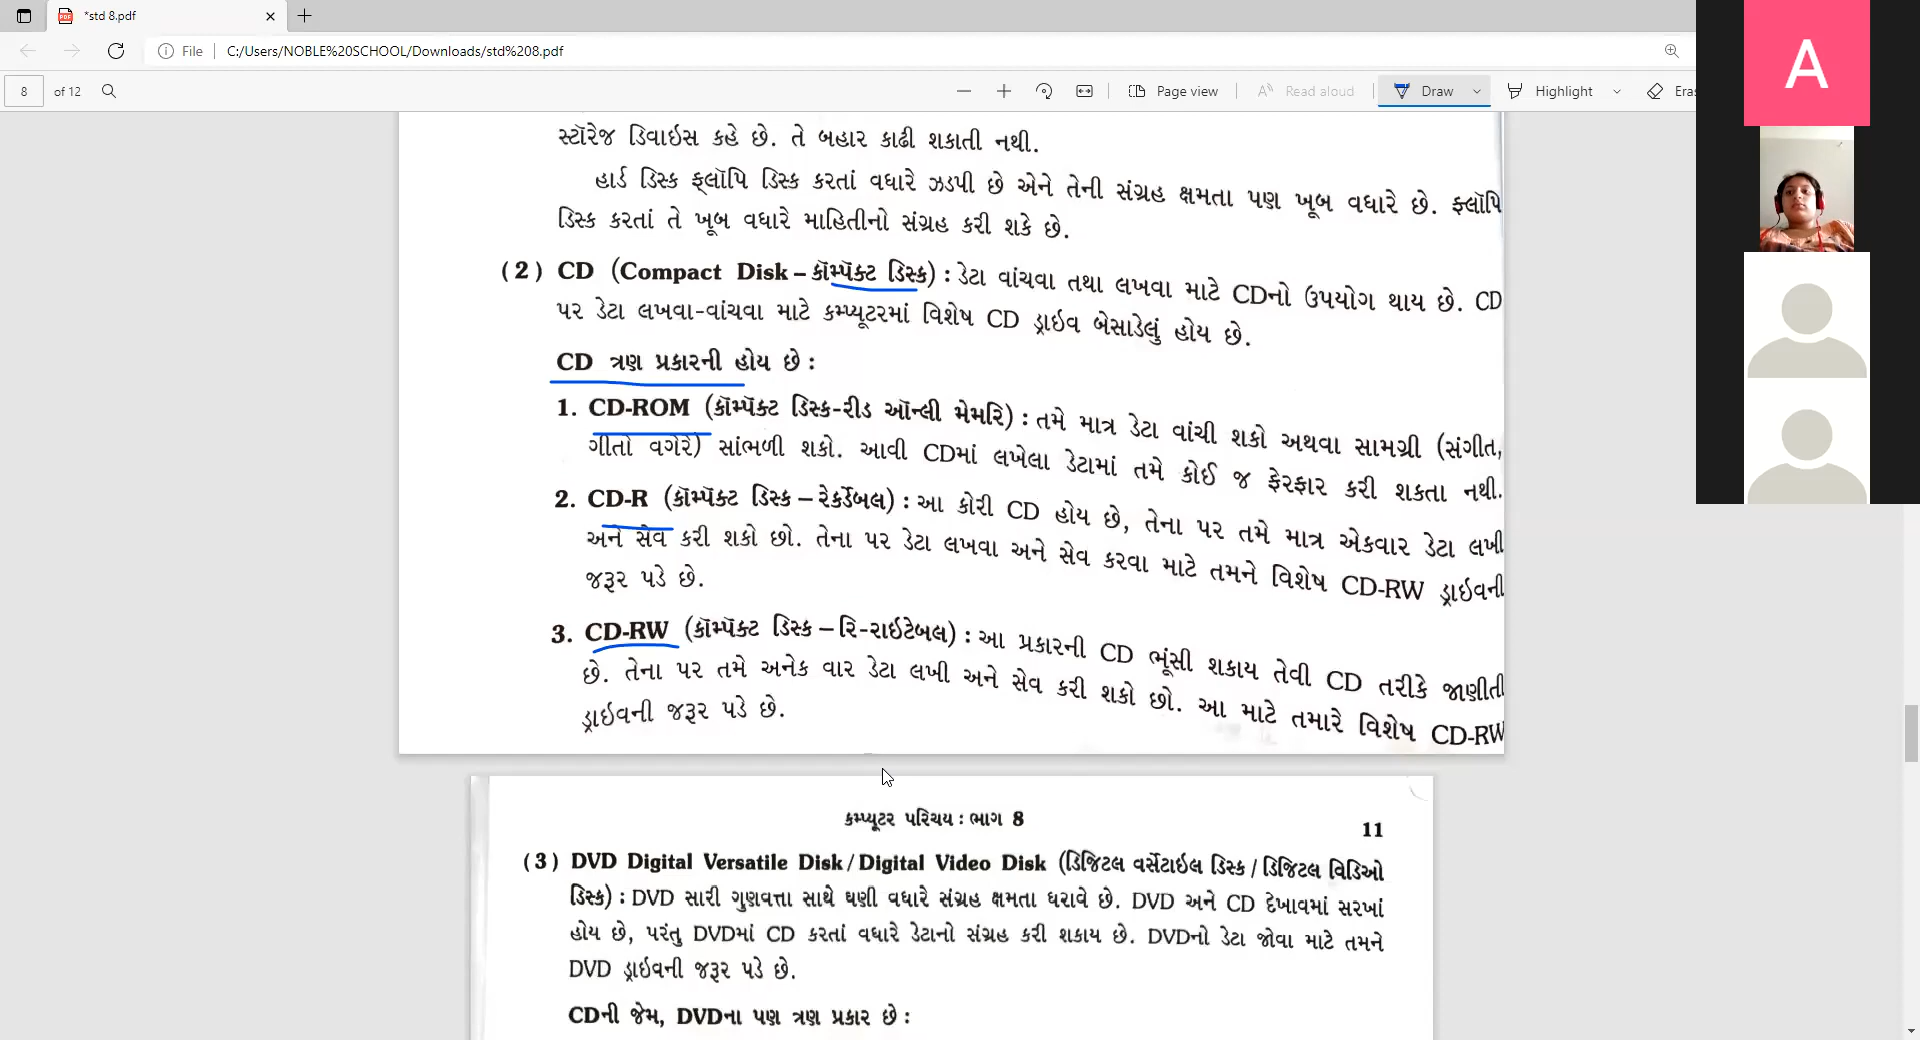 *std 8.pdf
File C:/Users/NOBLE%20SCHOOL/Downloads/std%208.pdf
8 of 12 Page view Read aloud Draw Highlight Eras
A
સ્ટૉરેજ ડિવાઇસ કહે છે. તે બહાર કાઢી શકાતી નથી.
હાર્ડ ડિસ્ક ફ્લૉપિ ડિસ્ક કરતાં વધારે ઝડપી છે એને તેની સંગ્રહ ક્ષમતા પણ ખૂબ વધારે છે. ફ્લૉપિ
ડિસ્ક કરતાં તે ખૂબ વધારે માહિતીનો સંગ્રહ કરી શકે છે.
(2) CD (Compact Disk – કૉમ્પૅક્ટ ડિસ્ક) : ડેટા વાંચવા તથા લખવા માટે CDનો ઉપયોગ થાય છે. CD
પર ડેટા લખવા-વાંચવા માટે કમ્પ્યૂટરમાં વિશેષ CD ડ્રાઇવ બેસાડેલું હોય છે.
CD ત્રણ પ્રકારની હોય છે :
1. CD-ROM (કૉમ્પૅક્ટ ડિસ્ક-રીડ ઑન્લી મેમરિ) : તમે માત્ર ડેટા વાંચી શકો અથવા સામગ્રી (સંગીત,
ગીતો વગેરે) સાંભળી શકો. આવી CDમાં લખેલા ડેટામાં તમે કોઈ જ ફેરફાર કરી શકતા નથી.
2. CD-R (કૉમ્પૅક્ટ ડિસ્ક – રેકર્ડેબલ) : આ કોરી CD હોય છે, તેના પર તમે માત્ર એકવાર ડેટા લખી
અને સેવ કરી શકો છો. તેના પર ડેટા લખવા અને સેવ કરવા માટે તમને વિશેષ CD-RW ડ્રાઇવની
જરૂર પડે છે.
3. CD-RW (કૉમ્પૅક્ટ ડિસ્ક – રિ-રાઇટેબલ) : આ પ્રકારની CD ભૂંસી શકાય તેવી CD તરીકે જાણીતી
છે. તેના પર તમે અનેક વાર ડેટા લખી અને સેવ કરી શકો છો. આ માટે તમારે વિશેષ CD-RW
ડ્રાઇવની જરૂર પડે છે.
કમ્પ્યૂટર પરિચય : ભાગ 8
11
(3) DVD Digital Versatile Disk / Digital Video Disk (ડિજિટલ વર્સેટાઇલ ડિસ્ક / ડિજિટલ વિડિઓ
ડિસ્ક) : DVD સારી ગુણવત્તા સાથે ઘણી વધારે સંગ્રહ ક્ષમતા ધરાવે છે. DVD અને CD દેખાવમાં સરખાં
હોય છે, પરંતુ DVDમાં CD કરતાં વધારે ડેટાનો સંગ્રહ કરી શકાય છે. DVDનો ડેટા જોવા માટે તમને
DVD ડ્રાઇવની જરૂર પડે છે.
CDની જેમ, DVDના પણ ત્રણ પ્રકાર છે :